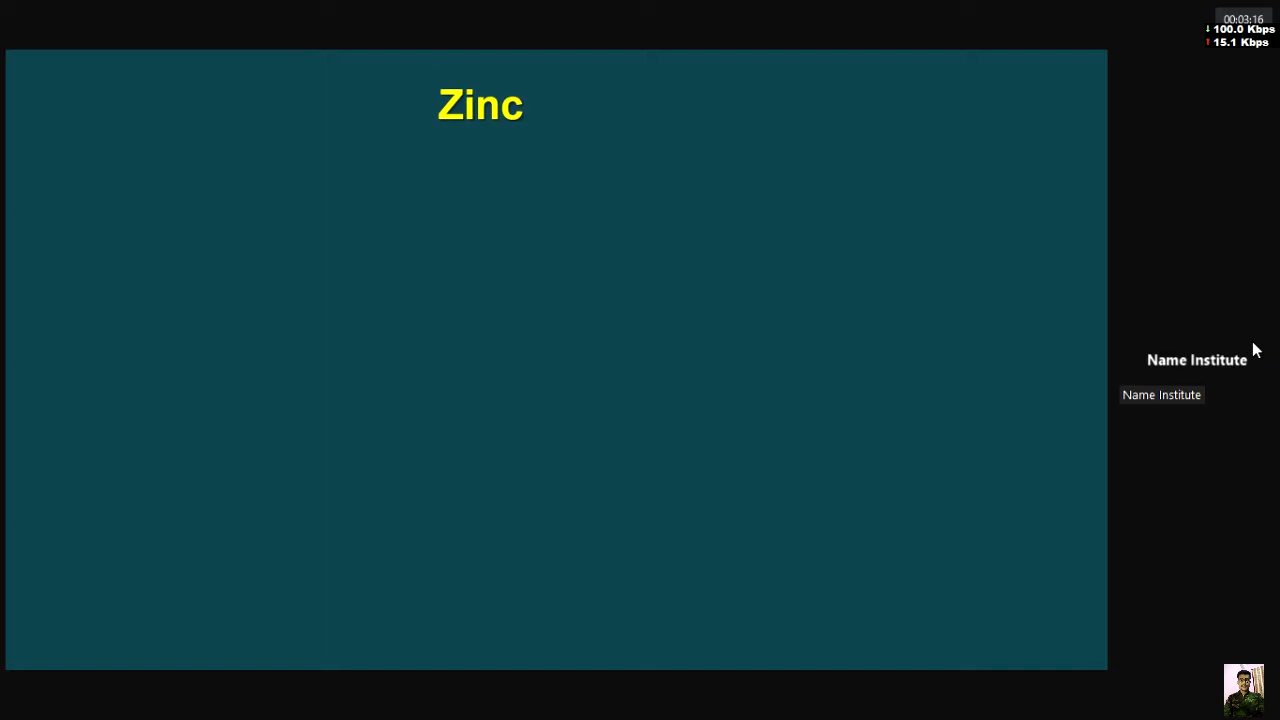 00:03:16
↓ 100.0 Kbps
↑ 15.1 Kbps
Zinc
Name Institute
Name Institute